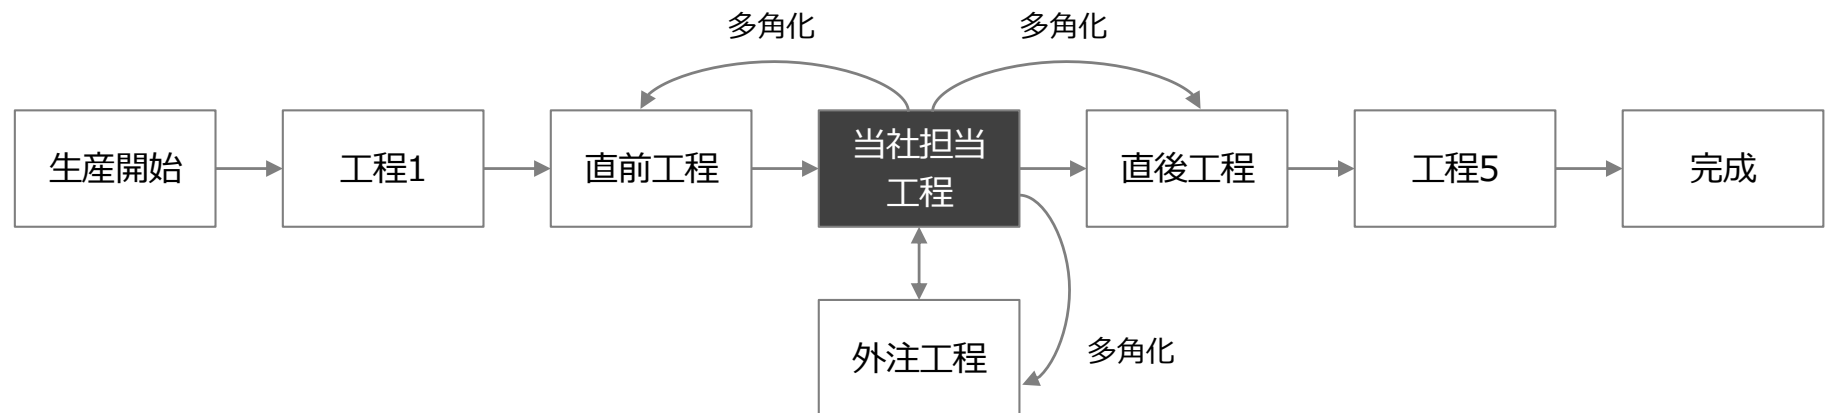 多角化
多角化
生産開始
工程1
直前工程
当社担当
工程
直後工程
工程5
完成
外注工程
多角化